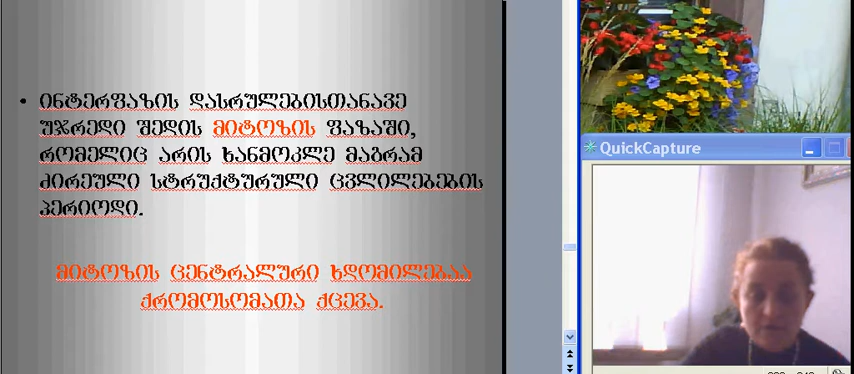 • ინტერფაზის დასრულებისთანავე
უჯრედი შედის მიტოზის ფაზაში,
რომელიც არის ხანმოკლე მაგრამ
ძირეული სტრუქტურული ცვლილებების
პერიოდი.
მიტოზის ცენტრალური ხდომილებაა
ქრომოსომათა ქცევა.
QuickCapture